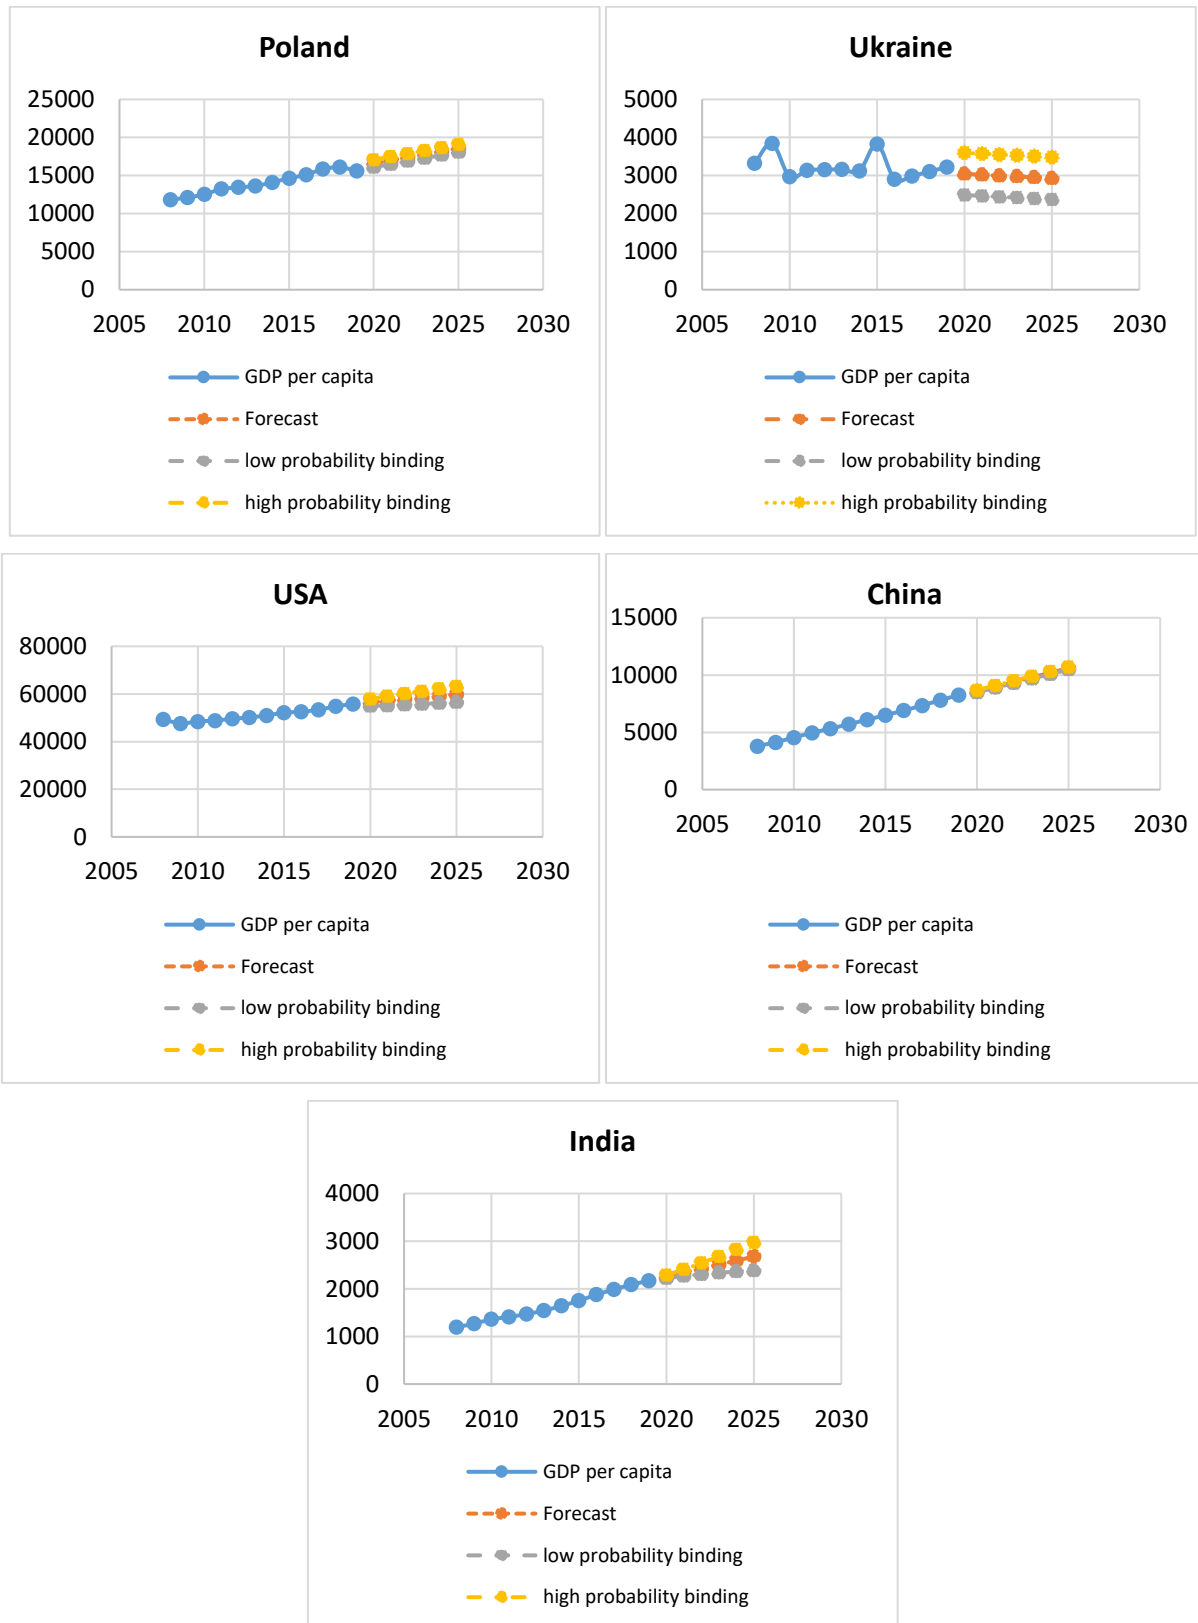 Poland
25000
20000
15000
10000
5000
0
2005 2010 2015 2020 2025 2030
GDP per capita
Forecast
low probability binding
high probability binding
Ukraine
5000
4000
3000
2000
1000
0
2005 2010 2015 2020 2025 2030
GDP per capita
Forecast
low probability binding
high probability binding
USA
80000
60000
40000
20000
0
2005 2010 2015 2020 2025 2030
GDP per capita
Forecast
low probability binding
high probability binding
China
15000
10000
5000
0
2005 2010 2015 2020 2025 2030
GDP per capita
Forecast
low probability binding
high probability binding
India
4000
3000
2000
1000
0
2005 2010 2015 2020 2025 2030
GDP per capita
Forecast
low probability binding
high probability binding